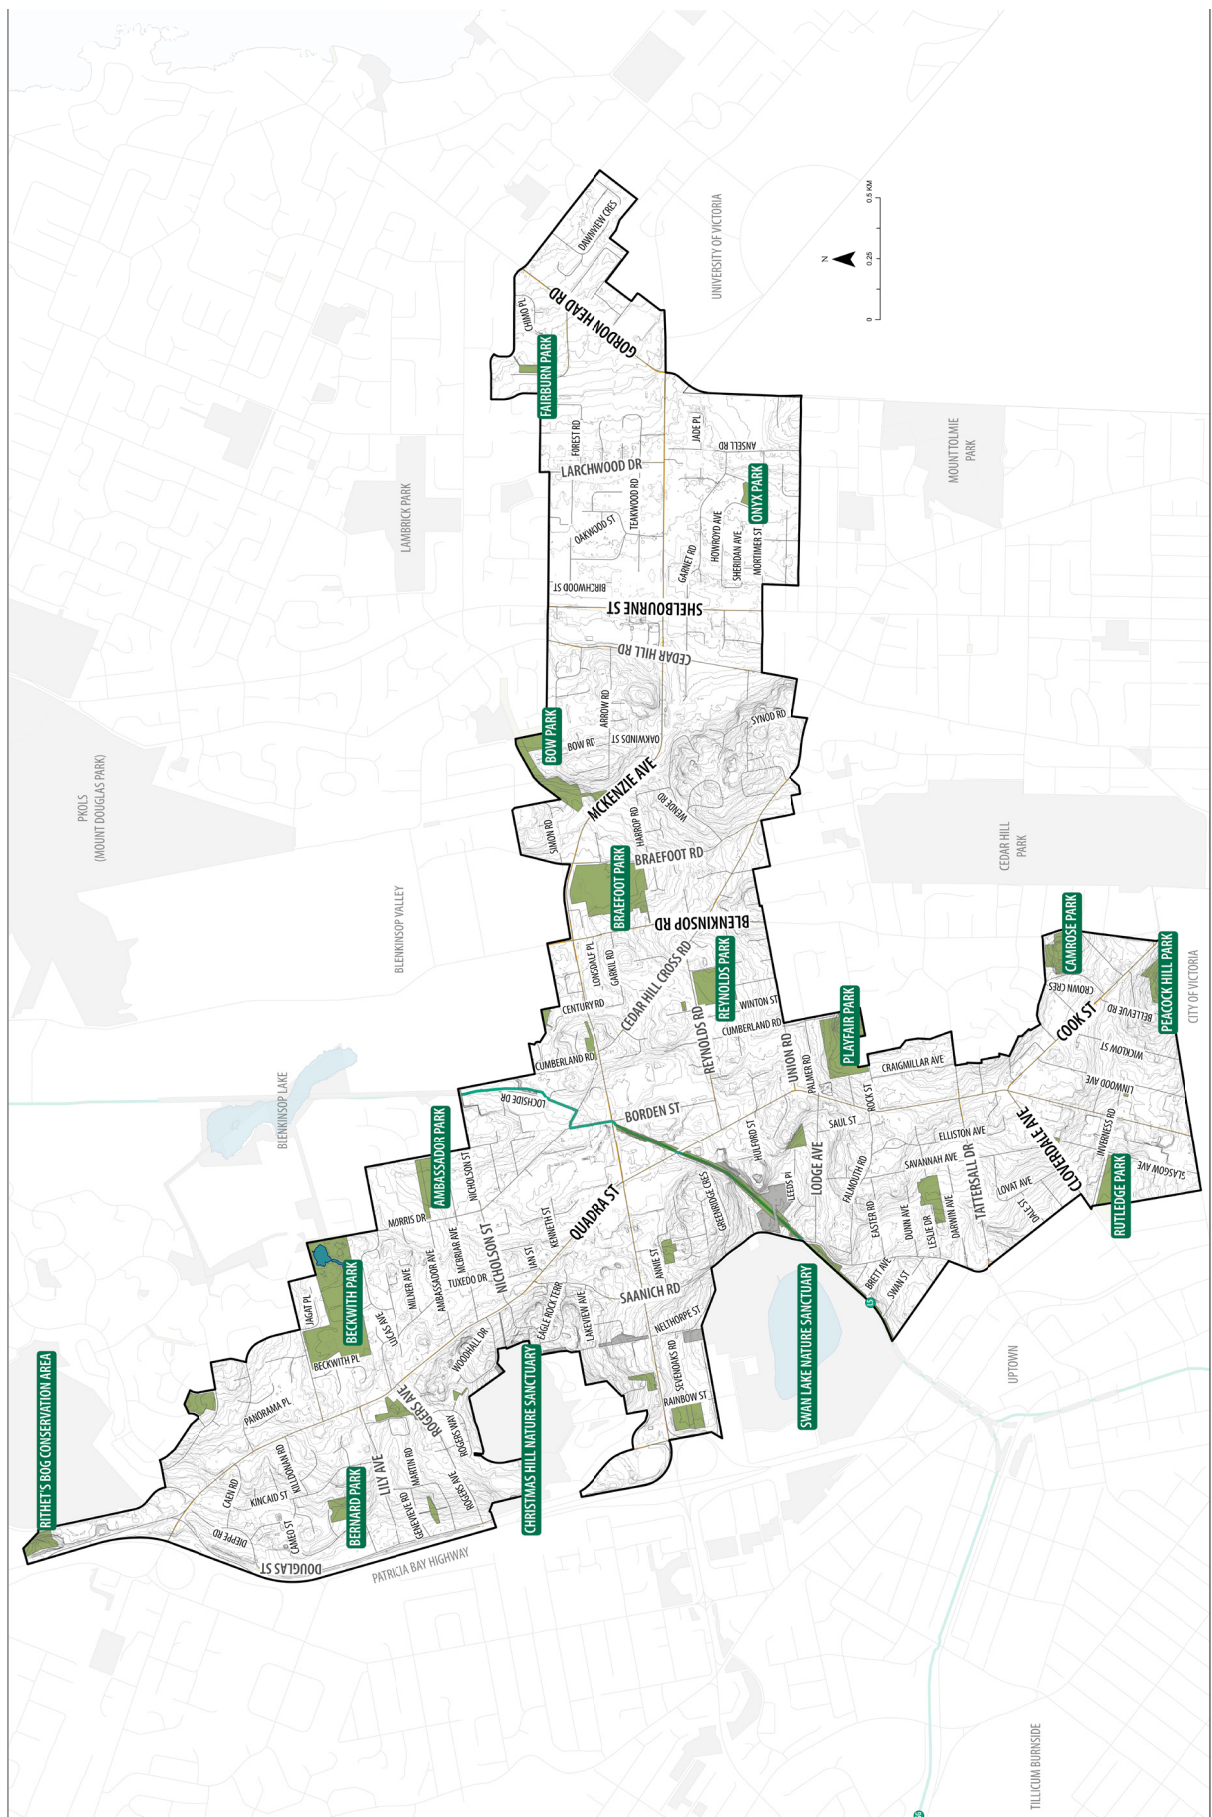 RITHET'S BOG CONSERVATION AREA
PKOLS
(MOUNT DOUGLAS PARK)
BLENKINSOP VALLEY
BLENKINSOP LAKE
LAMBRICK PARK
UNIVERSITY OF VICTORIA
MOUNT TOLMIE
PARK
CEDAR HILL
PARK
CITY OF VICTORIA
UPTOWN
TILLICUM BURNSIDE
PATRICIA BAY HIGHWAY
N
0
0.25
0.5 KM
DOUGLAS ST
DIEPPE RD
CAEN RD
PANORAMA PL
KINCAID ST
KILLDONAN RD
CAMEO ST
BERNARD PARK
LILY AVE
GENEVIEVE RD
MARTIN RD
ROGERS AVE
ROGERS WAY
ROGERS AVE
JAGAT PL
BECKWITH PL
BECKWITH PARK
LUCAS AVE
WOODHALL DR
CHRISTMAS HILL NATURE SANCTUARY
MORRIS DR
MILNER AVE
AMBASSADOR AVE
MCBRIAR AVE
TUXEDO DR
AMBASSADOR PARK
NICHOLSON ST
NICHOLSON ST
IAN ST
KENNETH ST
EAGLE ROCK TERR
LAKEVIEW AVE
QUADRA ST
LOCHSIDE DR
SAANICH RD
ANNIE ST
NELTHORPE ST
SEVENOAKS RD
RAINBOW ST
GREENRIDGE CRES
SWAN LAKE NATURE SANCTUARY
CUMBERLAND RD
CENTURY RD
LONSDALE PL
GARKIL RD
BORDEN ST
CEDAR HILL CROSS RD
REYNOLDS RD
REYNOLDS PARK
WINTON ST
CUMBERLAND RD
BLENKINSOP RD
BRAEFOOT PARK
BRAEFOOT RD
SIMON RD
HARROP RD
MCKENZIE AVE
WENDE RD
BOW PARK
BOW RD
ARROW RD
OAKWINDS ST
SYNOD RD
CEDAR HILL RD
SHELBOURNE ST
BIRCHWOOD ST
OAKWOOD ST
TEAKWOOD RD
LARCHWOOD DR
FOREST RD
FAIRBURN PARK
CHIMO PL
GORDON HEAD RD
DAWNVIEW CRES
JADE PL
ANSELL RD
ONYX PARK
GARNET RD
HOWROYD AVE
SHERIDAN AVE
MORTIMER ST
HULFORD ST
LEEDS PL
LODGE AVE
UNION RD
PALMER RD
PLAYFAIR PARK
SAUL ST
ROCK ST
CRAIGMILLAR AVE
FALMOUTH RD
EASTER RD
BRETT AVE
SWAN ST
SAVANNAH AVE
ELLISTON AVE
DUNN AVE
LESLIE DR
DARWIN AVE
TATTERSALL DR
LOVAT AVE
DALE ST
CLOVERDALE AVE
COOK ST
CROWN CRES
CAMROSE PARK
BELLEVUE RD
PEACOCK HILL PARK
WICKLOW ST
LINWOOD AVE
INVERNESS RD
GLASGOW AVE
RUTLEDGE PARK